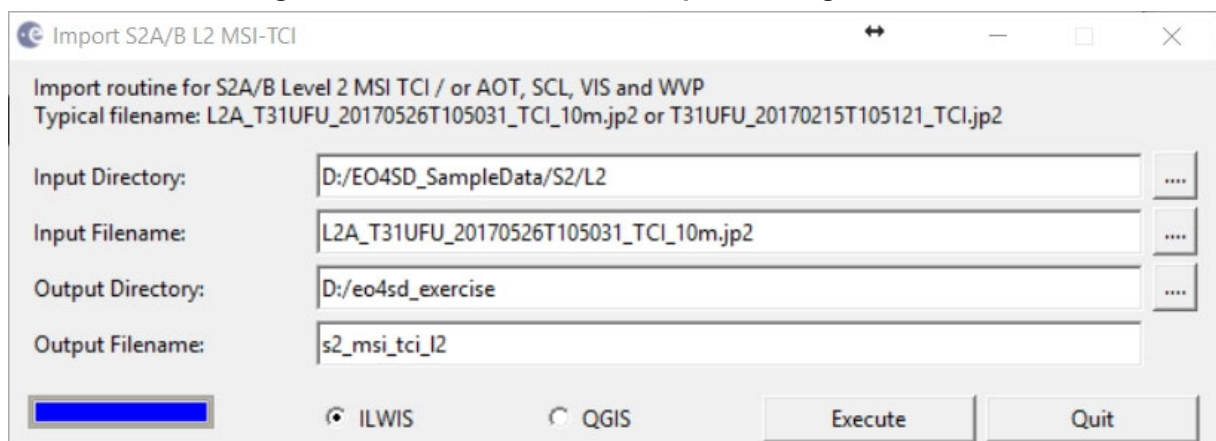 Import S2A/B L2 MSI-TCI
Import routine for S2A/B Level 2 MSI TCI / or AOT, SCL, VIS and WVP
Typical filename: L2A_T31UFU_20170526T105031_TCI_10m.jp2 or T31UFU_20170215T105121_TCI.jp2
Input Directory: D:/EO4SD_SampleData/S2/L2 ....
Input Filename: L2A_T31UFU_20170526T105031_TCI_10m.jp2 ....
Output Directory: D:/eo4sd_exercise ....
Output Filename: s2_msi_tci_l2
ILWIS QGIS Execute Quit